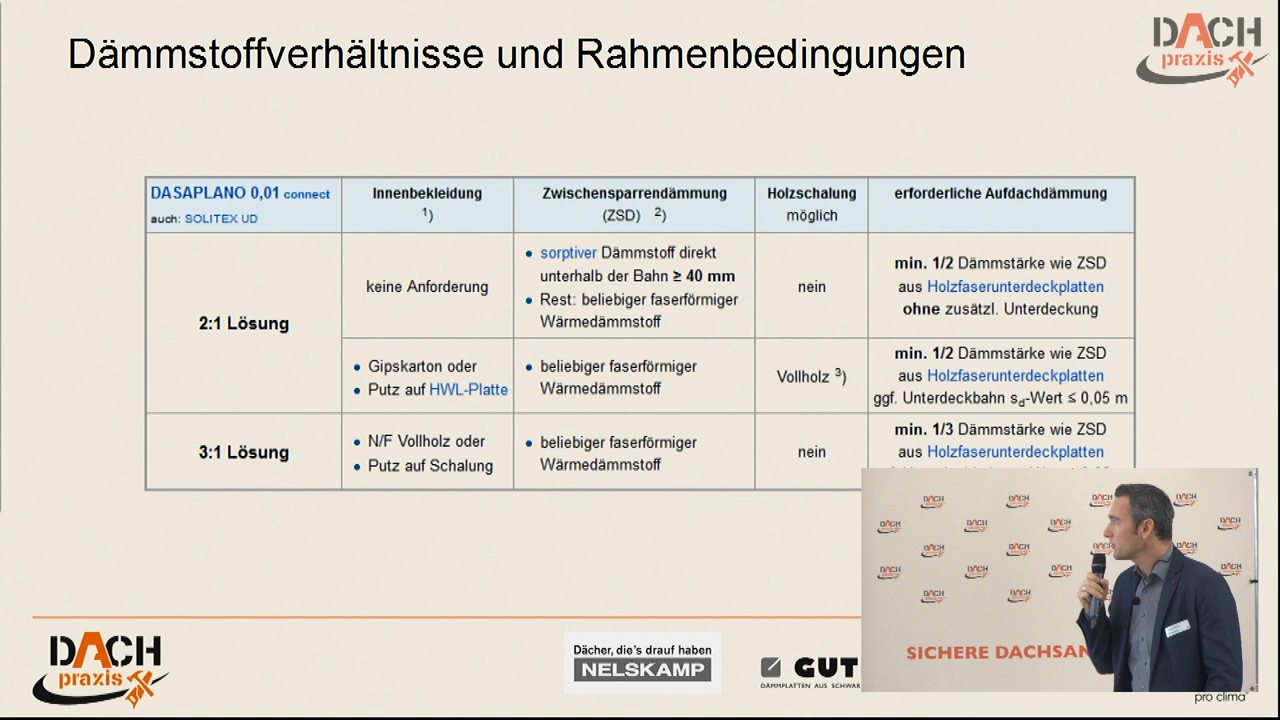 Dämmstoffverhältnisse und Rahmenbedingungen
DACH
praxis
DASAPLANO 0,01 connect
auch: SOLITEX UD
Innenbekleidung
1)
Zwischensparrendämmung
(ZSD) 2)
Holzschalung
möglich
erforderliche Aufdachdämmung
2:1 Lösung
keine Anforderung
• sorptiver Dämmstoff direkt
unterhalb der Bahn ≥ 40 mm
• Rest: beliebiger faserförmiger
Wärmedämmstoff
nein
min. 1/2 Dämmstärke wie ZSD
aus Holzfaserunterdeckplatten
ohne zusätzl. Unterdeckung
• Gipskarton oder
• Putz auf HWL-Platte
• beliebiger faserförmiger
Wärmedämmstoff
Vollholz 3)
min. 1/2 Dämmstärke wie ZSD
aus Holzfaserunterdeckplatten
ggf. Unterdeckbahn sd-Wert ≤ 0,05 m
3:1 Lösung
• N/F Vollholz oder
• Putz auf Schalung
• beliebiger faserförmiger
Wärmedämmstoff
nein
min. 1/3 Dämmstärke wie ZSD
aus Holzfaserunterdeckplatten
DACH
praxis
Dächer, die's drauf haben
NELSKAMP
GUT
DÄMMPLATTEN AUS SCHWAR
SICHERE DACHSAN
pro clima